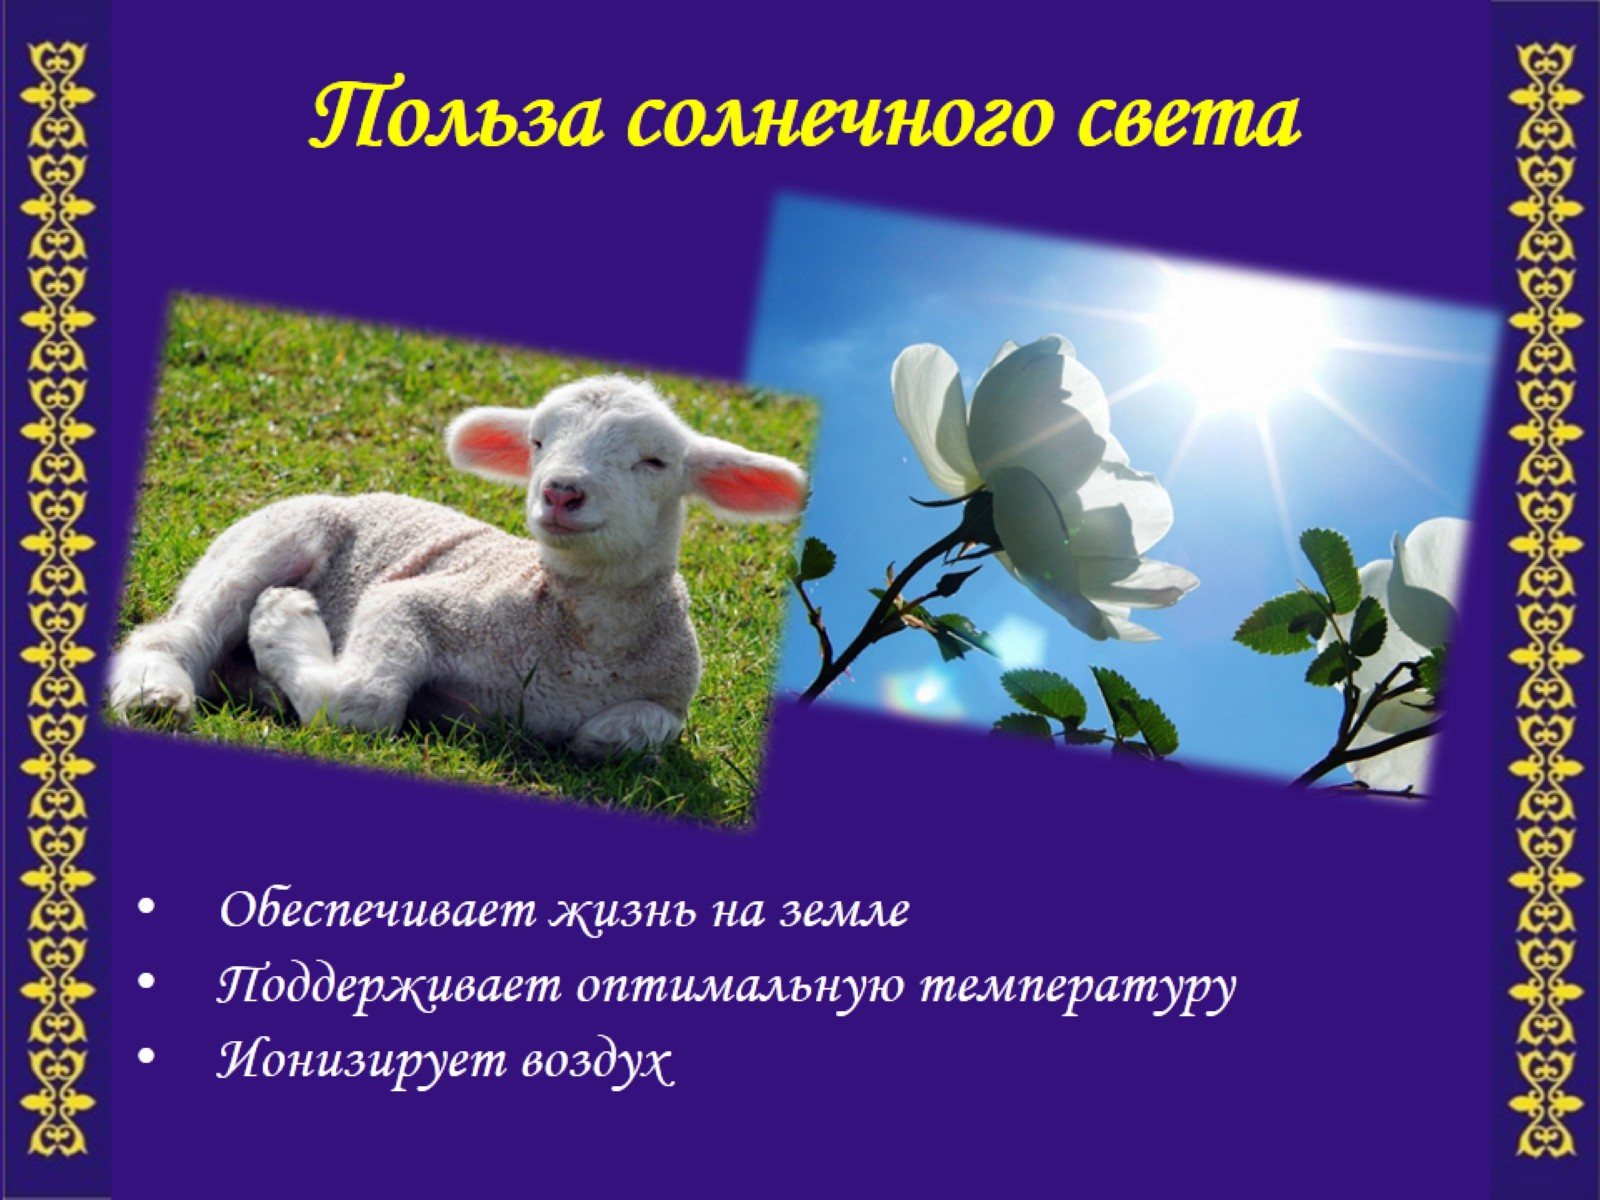 Польза солнечного света
• Обеспечивает жизнь на земле
• Поддерживает оптимальную температуру
• Ионизирует воздух